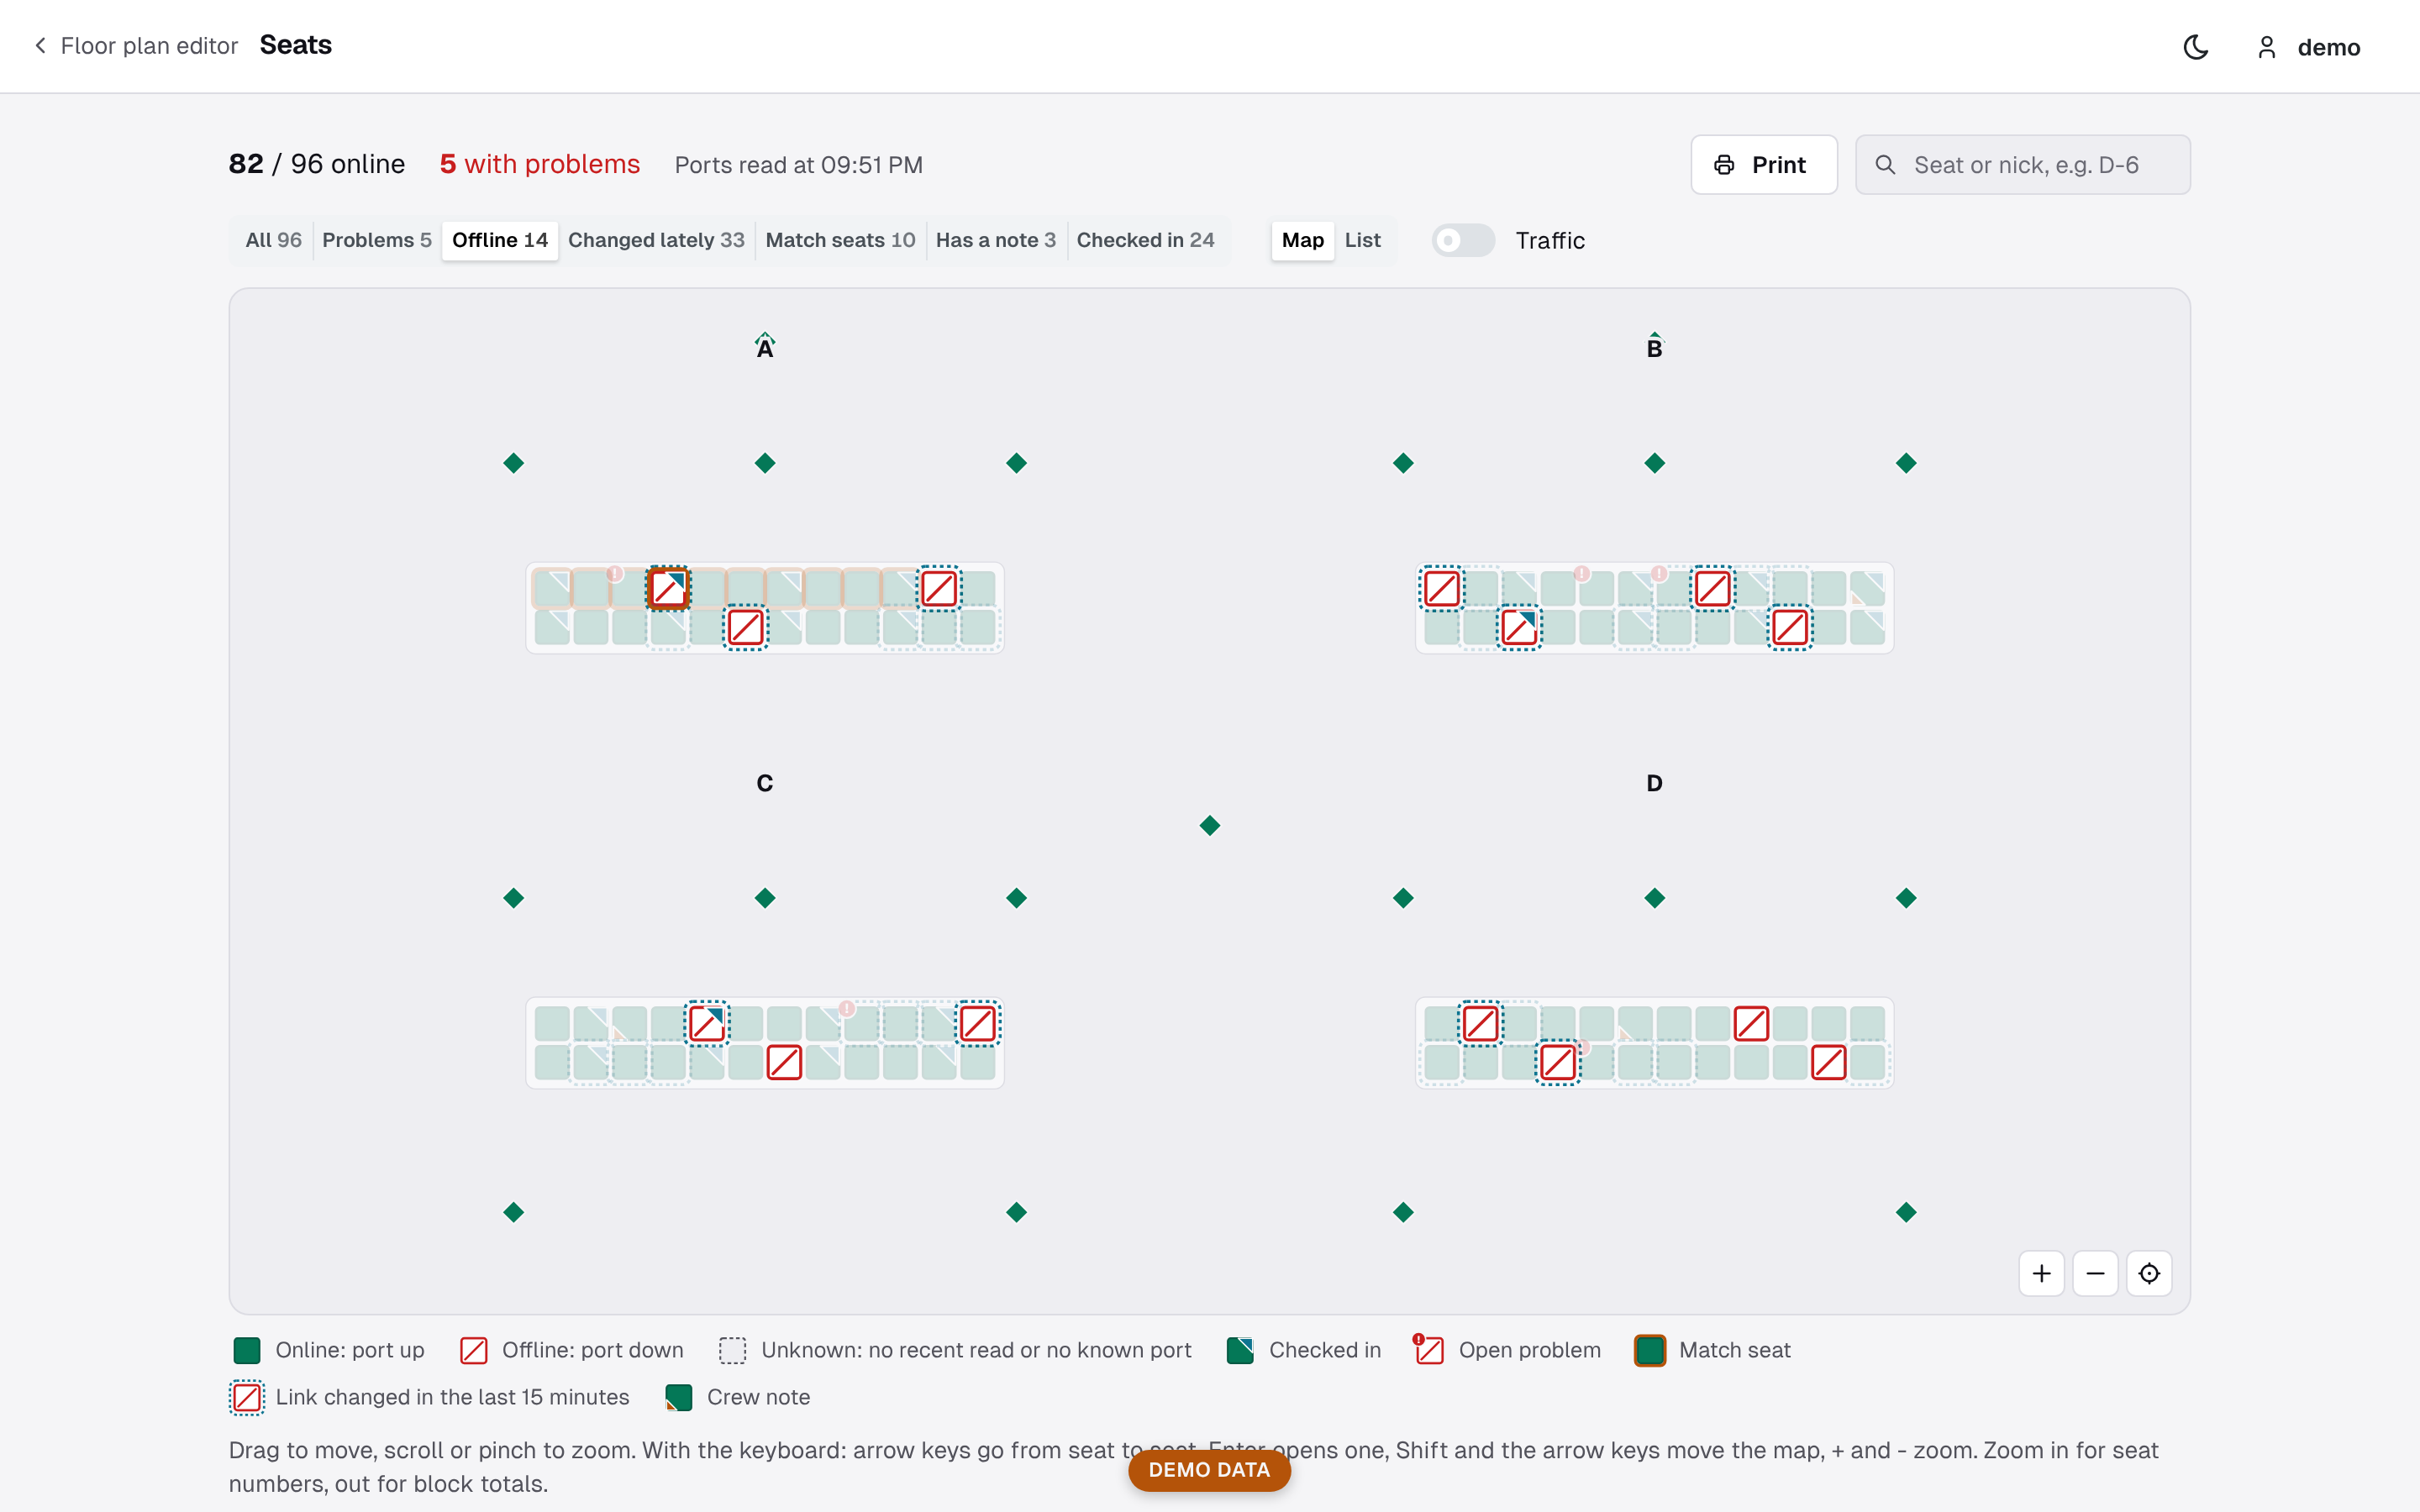 Floor plan editor Seats demo
82 / 96 online 5 with problems Ports read at 09:51 PM Print Seat or nick, e.g. D-6
All 96 Problems 5 Offline 14 Changed lately 33 Match seats 10 Has a note 3 Checked in 24 Map List Traffic
A B
C D
Online: port up Offline: port down Unknown: no recent read or no known port Checked in Open problem Match seat
Link changed in the last 15 minutes Crew note
Drag to move, scroll or pinch to zoom. With the keyboard: arrow keys go from seat to seat, Enter opens one, Shift and the arrow keys move the map, + and - zoom. Zoom in for seat
numbers, out for block totals.
DEMO DATA